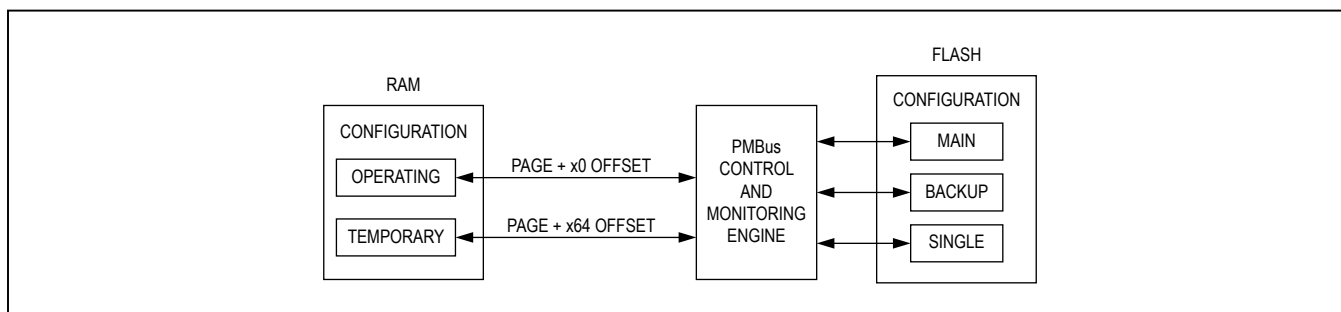 RAM
CONFIGURATION
OPERATING
TEMPORARY
PAGE + x0 OFFSET
PAGE + x64 OFFSET
PMBus
CONTROL
AND
MONITORING
ENGINE
FLASH
CONFIGURATION
MAIN
BACKUP
SINGLE